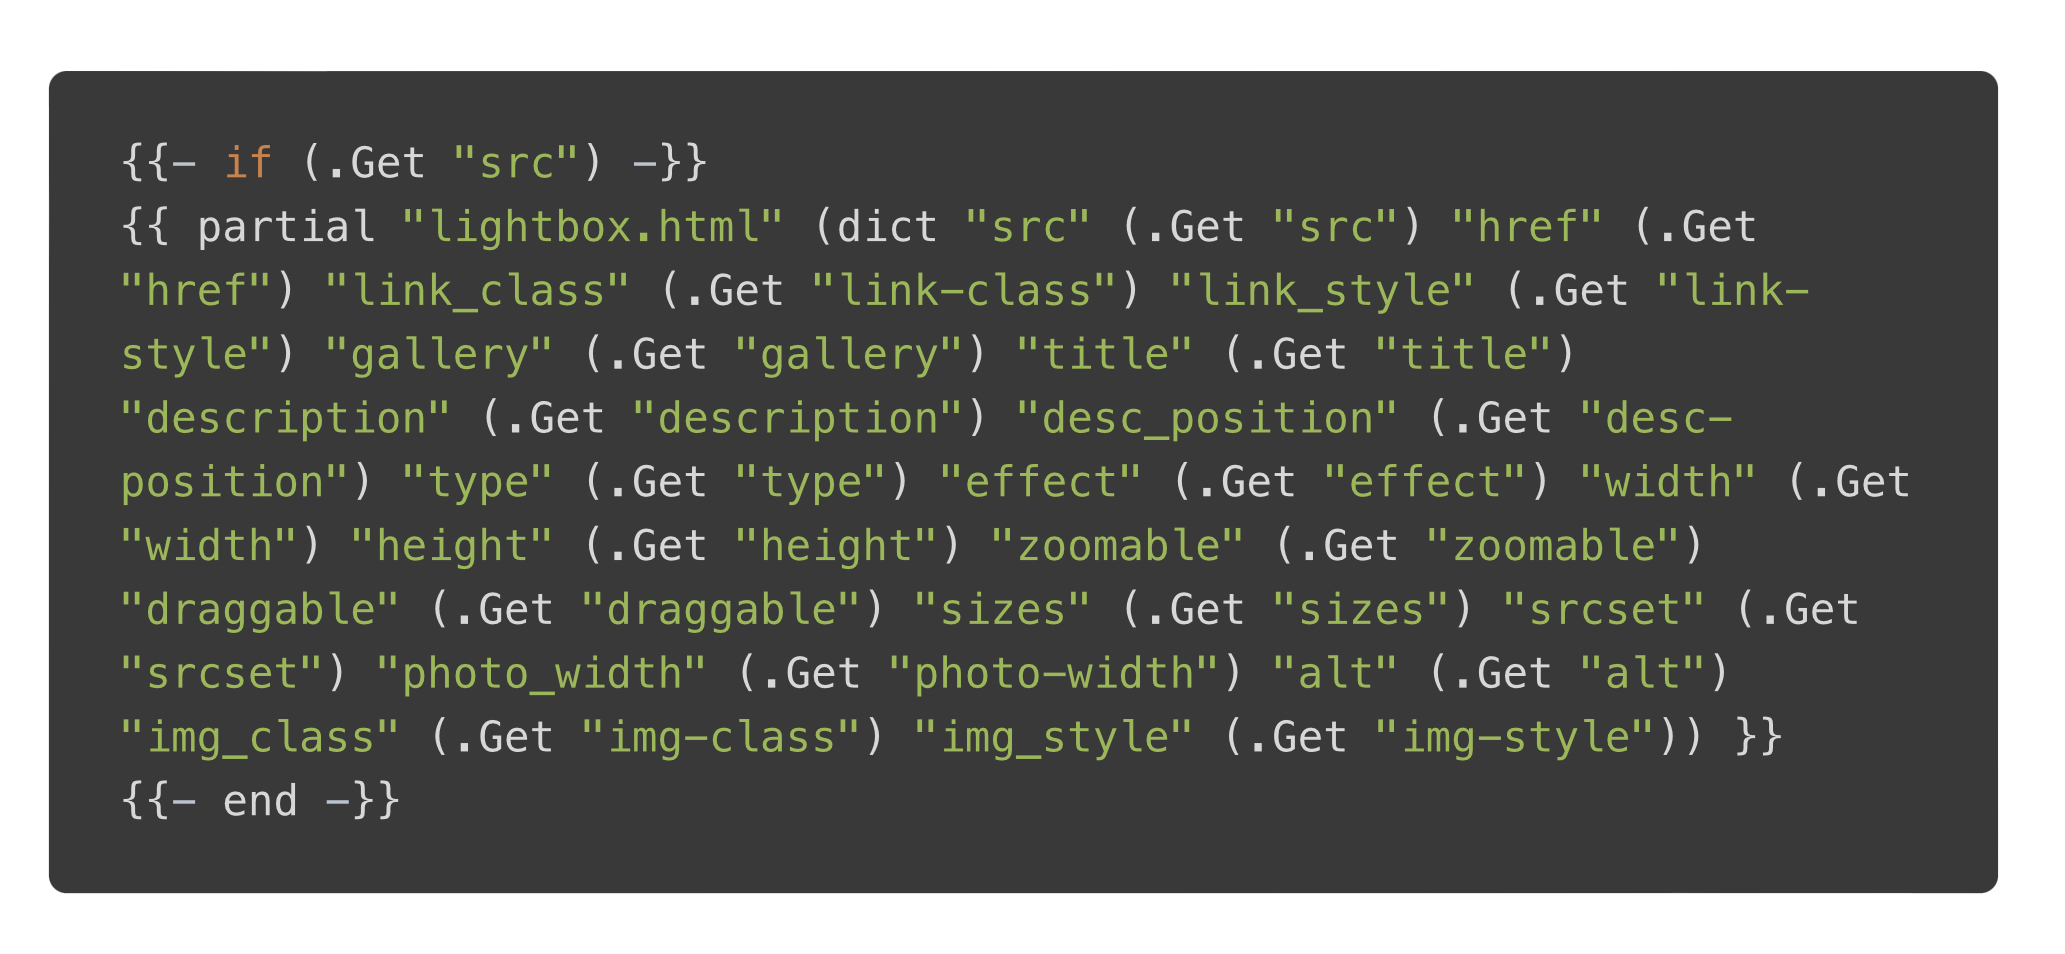 {{- if (.Get "src") -}}
{{ partial "lightbox.html" (dict "src" (.Get "src") "href" (.Get
"href") "link_class" (.Get "link-class") "link_style" (.Get "link-
style") "gallery" (.Get "gallery") "title" (.Get "title")
"description" (.Get "description") "desc_position" (.Get "desc-
position") "type" (.Get "type") "effect" (.Get "effect") "width" (.Get
"width") "height" (.Get "height") "zoomable" (.Get "zoomable")
"draggable" (.Get "draggable") "sizes" (.Get "sizes") "srcset" (.Get
"srcset") "photo_width" (.Get "photo-width") "alt" (.Get "alt")
"img_class" (.Get "img-class") "img_style" (.Get "img-style")) }}
{{- end -}}